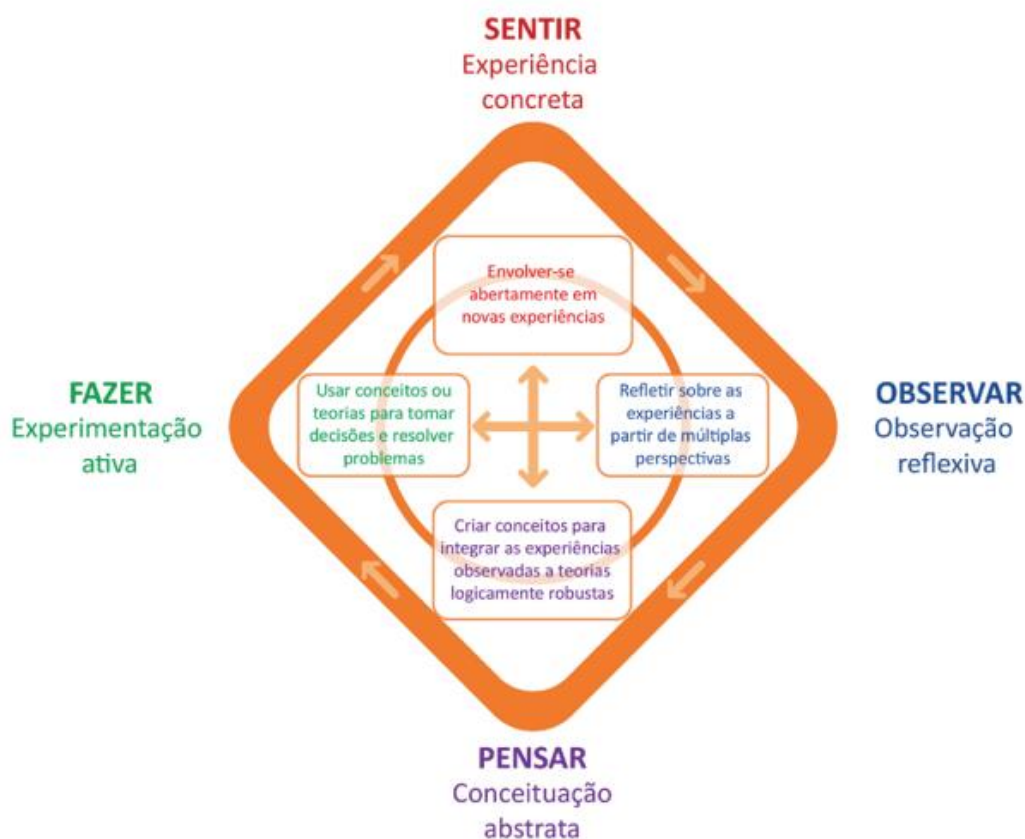 SENTIR
Experiência
concreta
Envolver-se
abertamente em
novas experiências
FAZER
Experimentação
ativa
Usar conceitos ou
teorias para tomar
decisões e resolver
problemas
Refletir sobre as
experiências a
partir de múltiplas
perspectivas
OBSERVAR
Observação
reflexiva
Criar conceitos para
integrar as experiências
observadas a teorias
logicamente robustas
PENSAR
Conceituação
abstrata